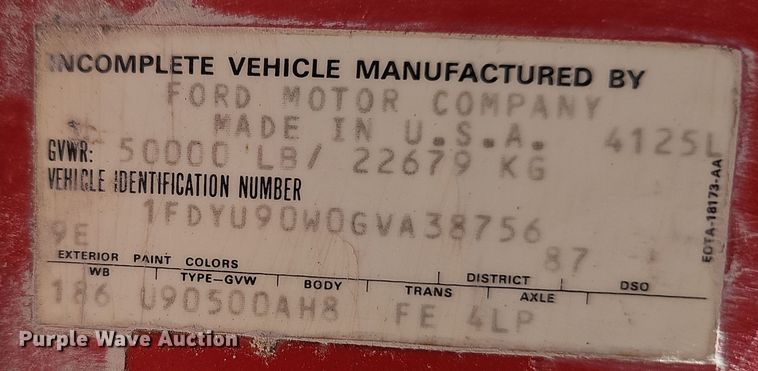 INCOMPLETE VEHICLE MANUFACTURED BY
FORD MOTOR COMPANY
MADE IN U.S.A.
4125L
GVWR: 50000 LB/ 22679 KG
VEHICLE IDENTIFICATION NUMBER
1FDYU90W0GVA38756
9E 87
EXTERIOR PAINT COLORS DISTRICT DSO
WB TYPE-GVW BODY TRANS AXLE
186 U90500AH8 FE 4LP
EOTA-18173-AA
Purple Wave Auction